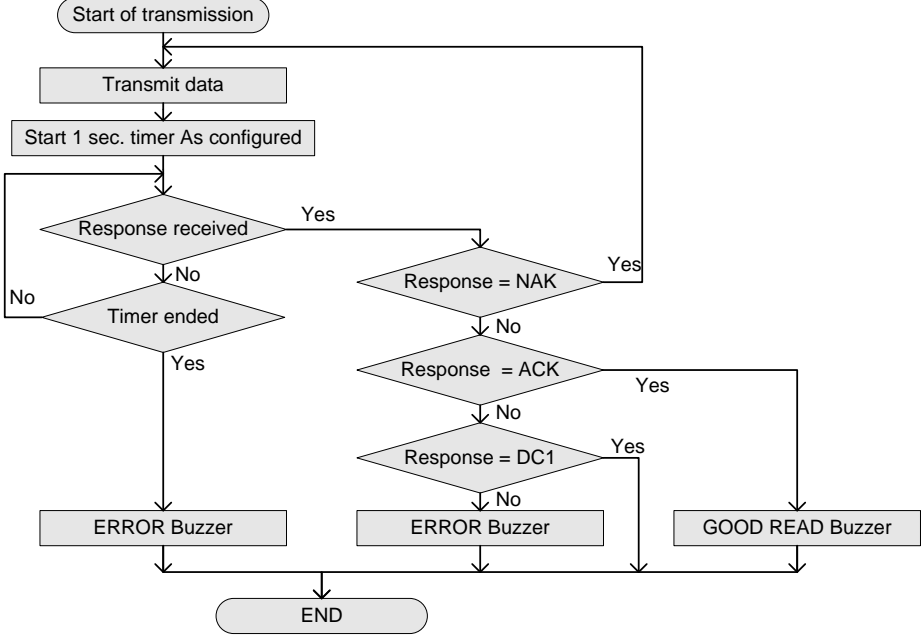 Start of transmission
Transmit data
Start 1 sec. timer As configured
Response received
Yes
No
Response = NAK
Yes
No
Timer ended
No
Yes
Response = ACK
Yes
No
Response = DC1
Yes
No
ERROR Buzzer
ERROR Buzzer
GOOD READ Buzzer
END